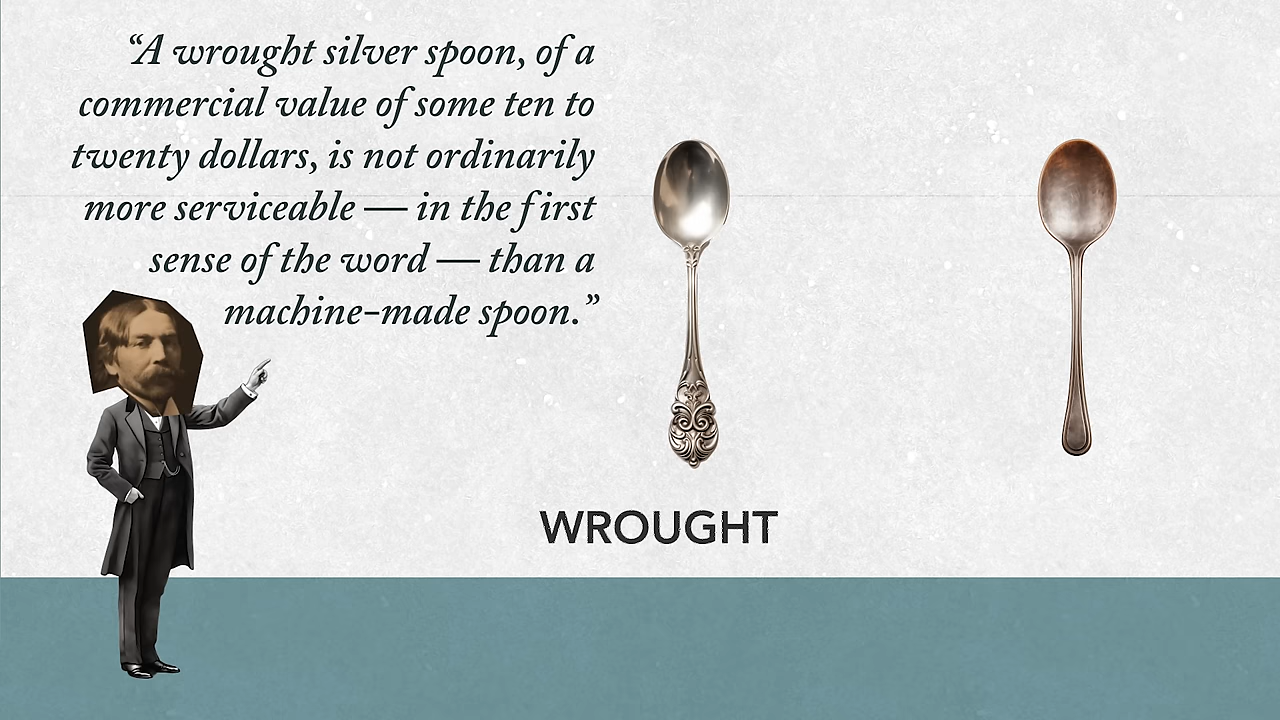 “A wrought silver spoon, of a
commercial value of some ten to
twenty dollars, is not ordinarily
more serviceable — in the first
sense of the word — than a
machine-made spoon.”
WROUGHT